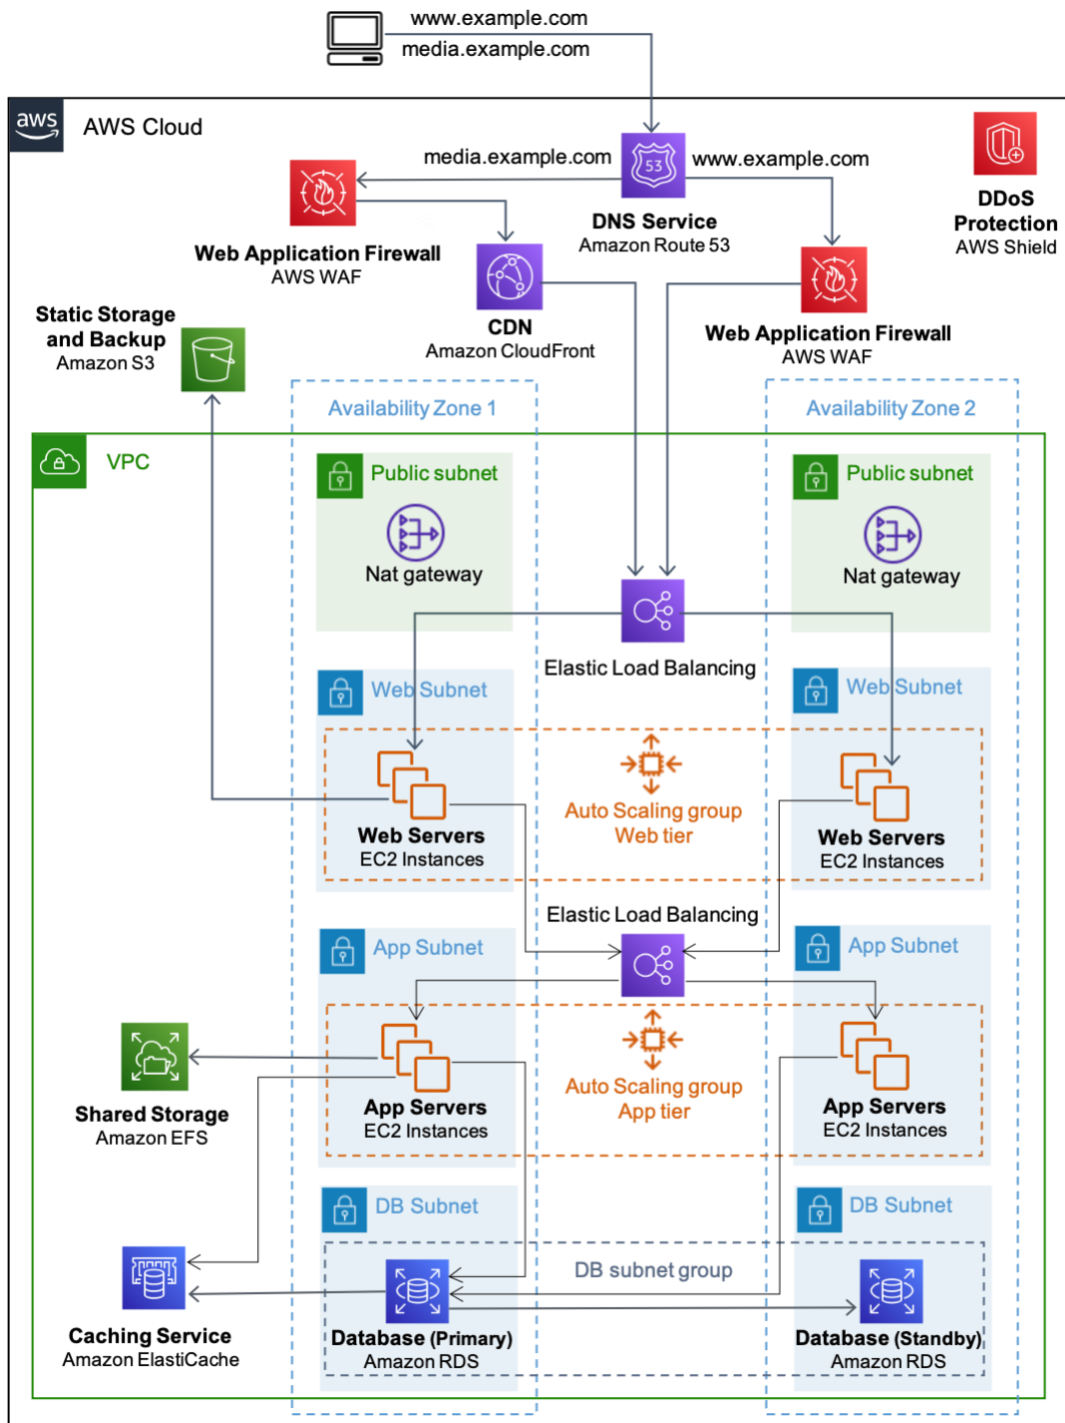 www.example.com
media.example.com
aws
AWS Cloud
media.example.com
53
www.example.com
DNS Service
Amazon Route 53
DDoS
Protection
AWS Shield
Web Application Firewall
AWS WAF
CDN
Amazon CloudFront
Web Application Firewall
AWS WAF
Static Storage
and Backup
Amazon S3
Availability Zone 1
Availability Zone 2
VPC
Public subnet
Nat gateway
Public subnet
Nat gateway
Elastic Load Balancing
Web Subnet
Web Subnet
Auto Scaling group
Web tier
Web Servers
EC2 Instances
Web Servers
EC2 Instances
Elastic Load Balancing
App Subnet
App Subnet
Auto Scaling group
App tier
App Servers
EC2 Instances
App Servers
EC2 Instances
Shared Storage
Amazon EFS
DB Subnet
DB Subnet
DB subnet group
Caching Service
Amazon ElastiCache
Database (Primary)
Amazon RDS
Database (Standby)
Amazon RDS